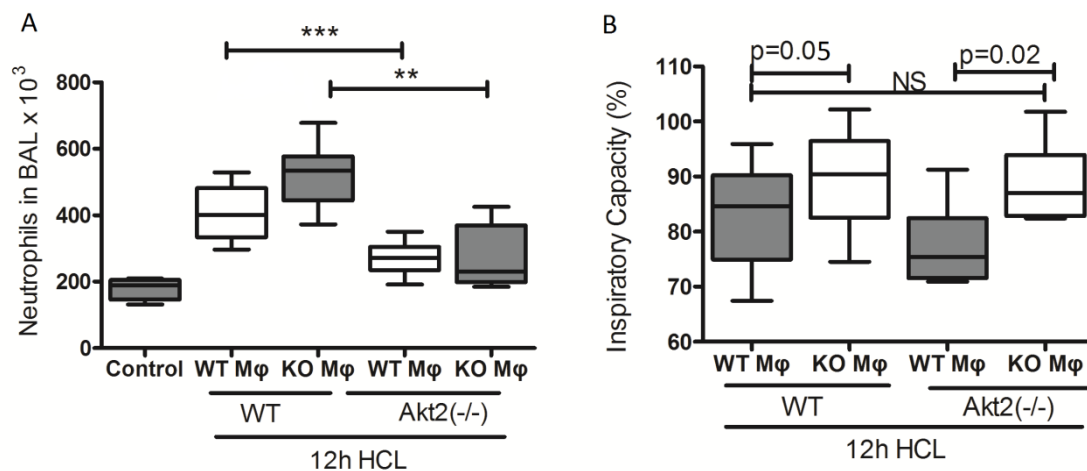 A
***
**
Neutrophils in BAL x 10³
800
600
400
200
0
Control
WT Mφ
KO Mφ
WT Mφ
KO Mφ
WT
Akt2(-/-)
12h HCL
B
p=0.05
p=0.02
NS
Inspiratory Capacity (%)
110
100
90
80
70
60
WT Mφ
KO Mφ
WT Mφ
KO Mφ
WT
Akt2(-/-)
12h HCL